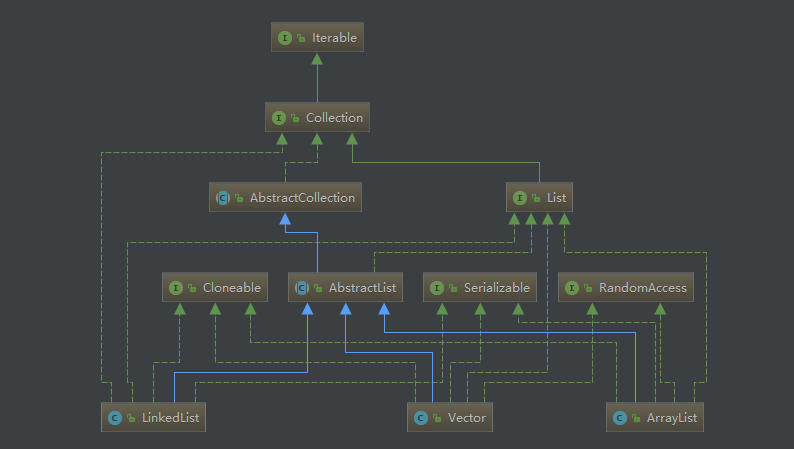 I Iterable
I Collection
C AbstractCollection
I List
I Cloneable
C AbstractList
I Serializable
I RandomAccess
C LinkedList
C Vector
C ArrayList